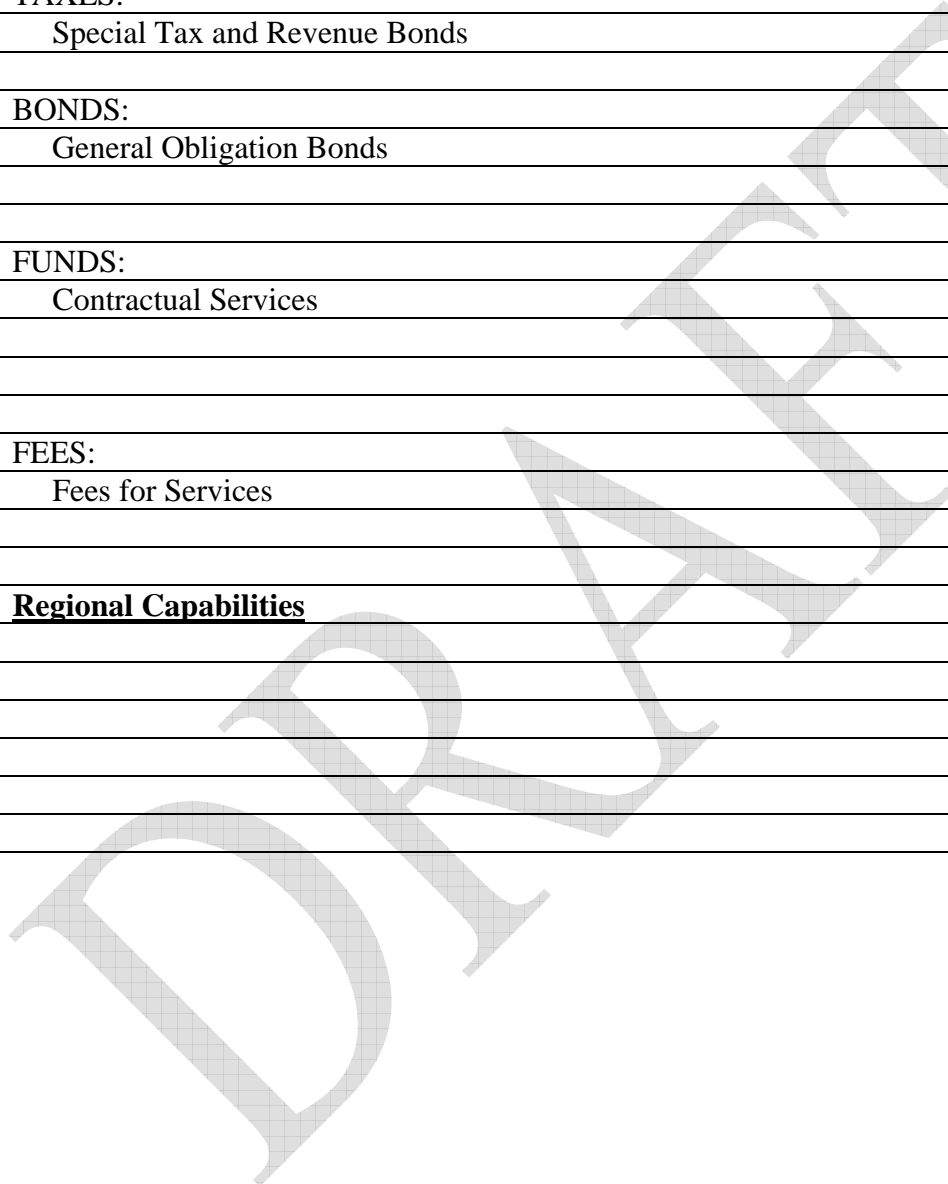 TAXES:
Special Tax and Revenue Bonds
BONDS:
General Obligation Bonds
FUNDS:
Contractual Services
FEES:
Fees for Services
Regional Capabilities
DRAFT